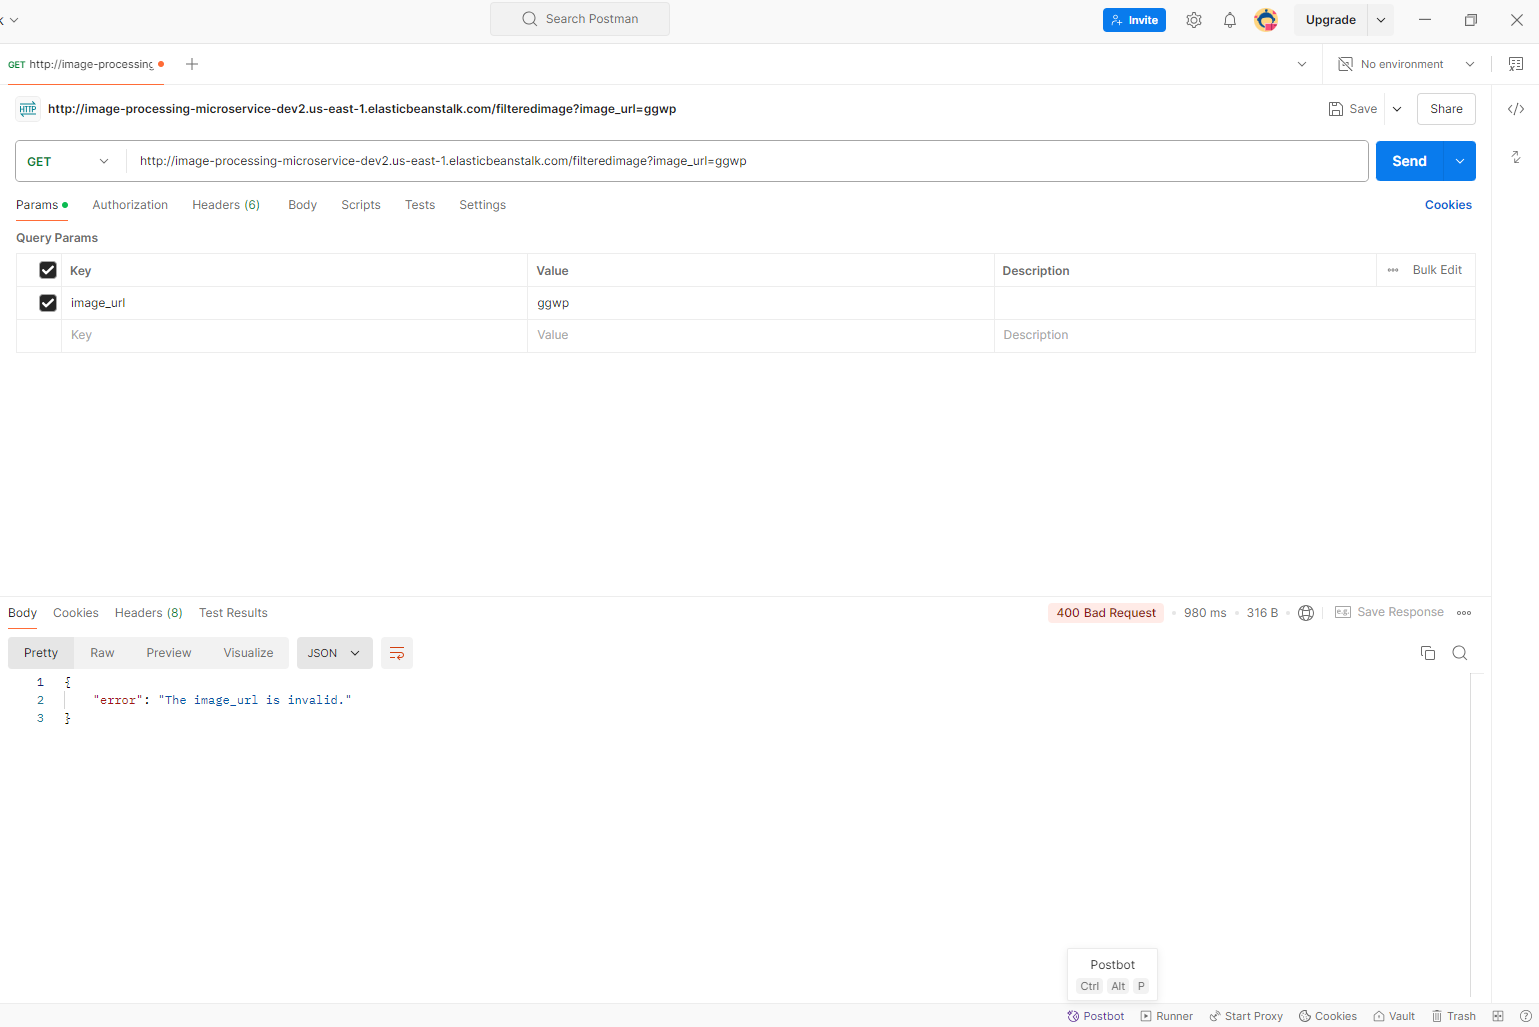 Search Postman
Invite
Upgrade
GET http://image-processing
No environment
HTTP
http://image-processing-microservice-dev2.us-east-1.elasticbeanstalk.com/filteredimage?image_url=ggwp
Save
Share
GET
http://image-processing-microservice-dev2.us-east-1.elasticbeanstalk.com/filteredimage?image_url=ggwp
Send
Params
Authorization
Headers (6)
Body
Scripts
Tests
Settings
Cookies
Query Params
Key
Value
Description
Bulk Edit
image_url
ggwp
Key
Value
Description
Body
Cookies
Headers (8)
Test Results
400 Bad Request
980 ms
316 B
e.g.
Save Response
Pretty
Raw
Preview
Visualize
JSON
1 {
2 "error": "The image_url is invalid."
3 }
Postbot
Ctrl Alt P
Postbot
Runner
Start Proxy
Cookies
Vault
Trash